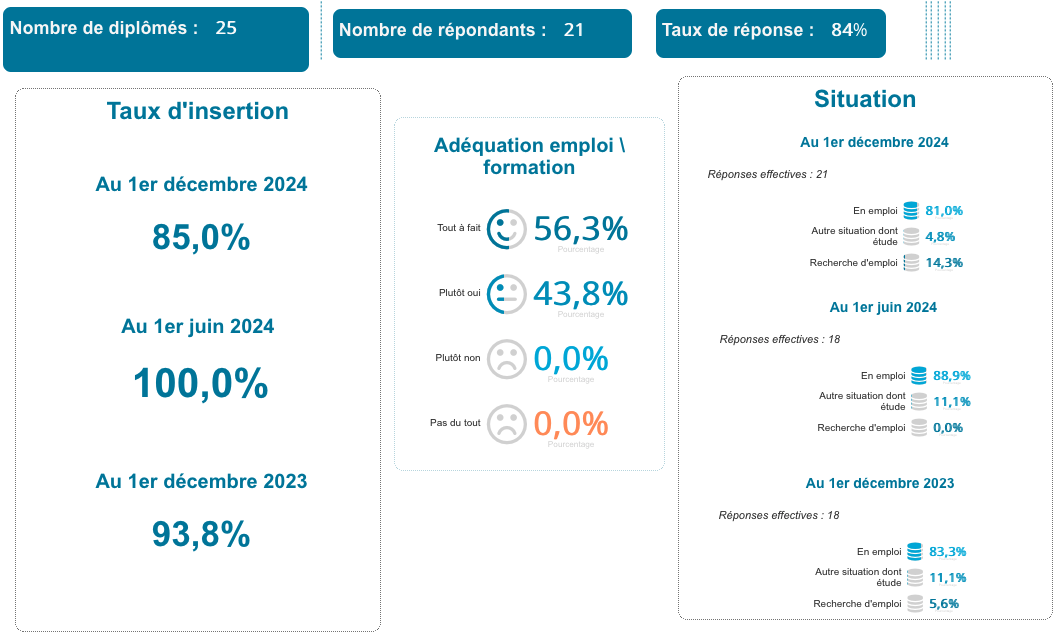 Nombre de diplômés : 25
Nombre de répondants : 21
Taux de réponse : 84%
Taux d'insertion
Au 1er décembre 2024
85,0%
Au 1er juin 2024
100,0%
Au 1er décembre 2023
93,8%
Adéquation emploi \
formation
Tout à fait 56,3%
Pourcentage
Plutôt oui 43,8%
Pourcentage
Plutôt non 0,0%
Pourcentage
Pas du tout 0,0%
Pourcentage
Situation
Au 1er décembre 2024
Réponses effectives : 21
En emploi 81,0%
Autre situation dont
étude 4,8%
Recherche d'emploi 14,3%
Au 1er juin 2024
Réponses effectives : 18
En emploi 88,9%
Autre situation dont
étude 11,1%
Recherche d'emploi 0,0%
Au 1er décembre 2023
Réponses effectives : 18
En emploi 83,3%
Autre situation dont
étude 11,1%
Recherche d'emploi 5,6%